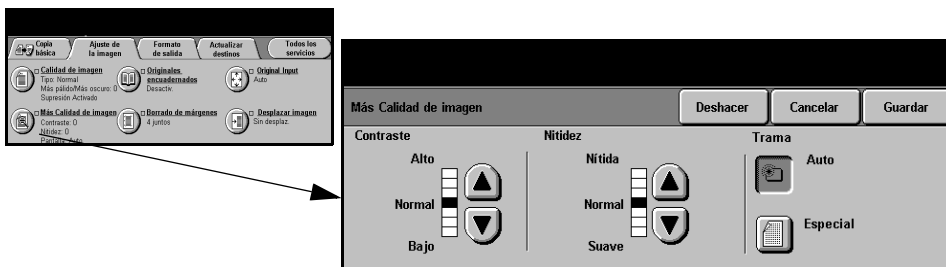 Copia básica
Ajuste de la imagen
Formato de salida
Actualizar destinos
Todos los servicios
Calidad de imagen
Tipo: Normal
Más pálido/Más oscuro: 0
Supresión Activado
Originales encuadernados
Desactiv.
Original Input
Auto
Más Calidad de imagen
Contraste: 0
Nitidez: 0
Pantalla: Auto
Borrado de márgenes
4 juntos
Desplazar imagen
Sin desplaz.
Más Calidad de imagen
Deshacer
Cancelar
Guardar
Contraste
Alto
Normal
Bajo
Nitidez
Nítida
Normal
Suave
Trama
Auto
Especial